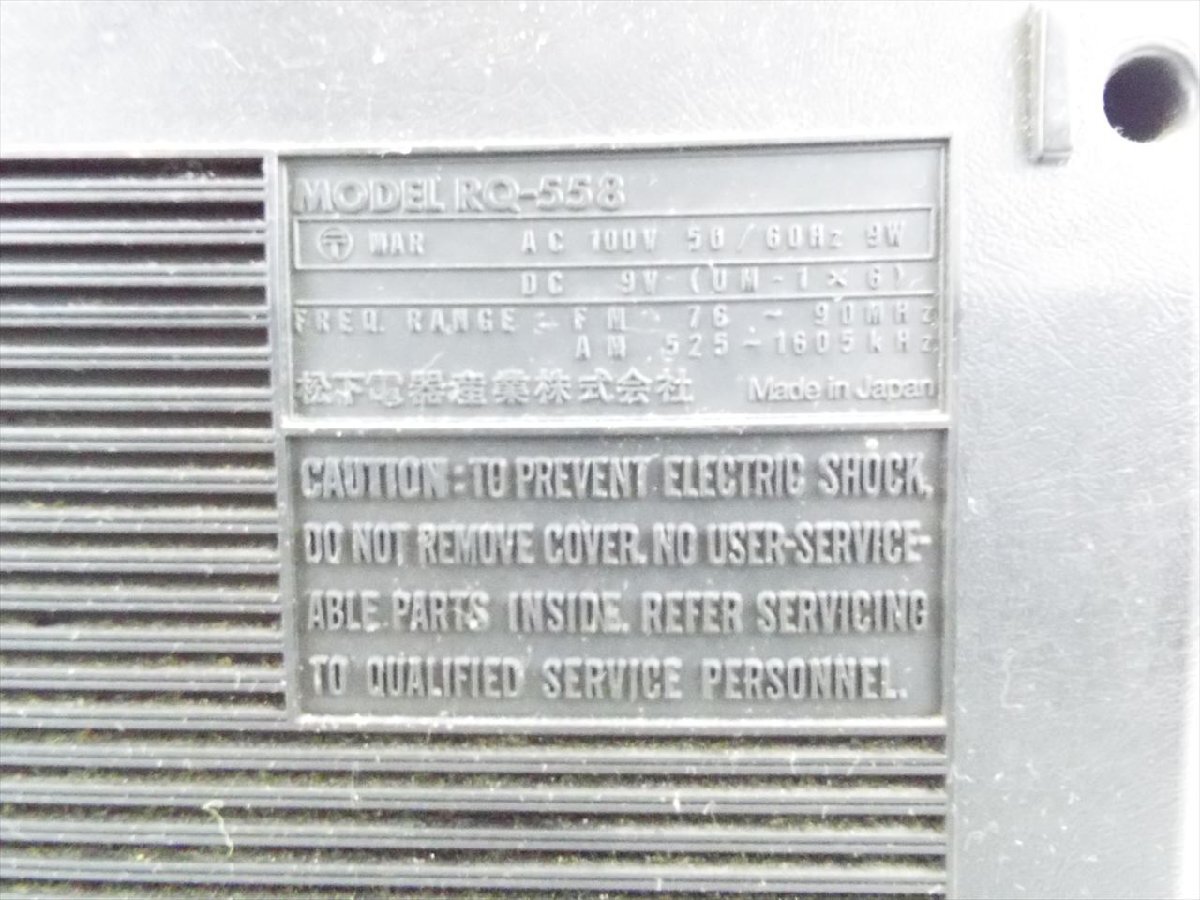 MODEL RQ-558
〒 MAR AC 100V 50/60Hz 9W
DC 9V (UM-1×6)
FREQ. RANGE: FM 76~90MHz
AM 525~1605kHz
松下電器産業株式会社 Made in Japan
CAUTION: TO PREVENT ELECTRIC SHOCK,
DO NOT REMOVE COVER. NO USER-SERVICE-
ABLE PARTS INSIDE. REFER SERVICING
TO QUALIFIED SERVICE PERSONNEL.